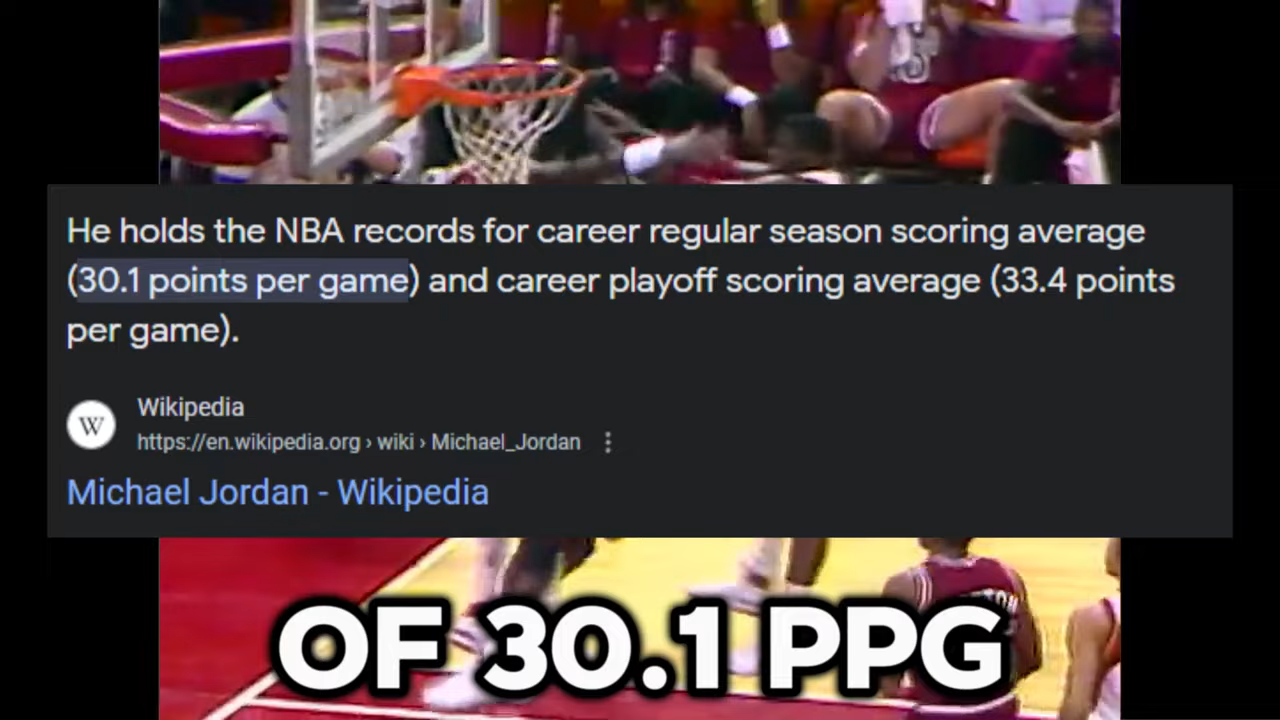 He holds the NBA records for career regular season scoring average
(30.1 points per game) and career playoff scoring average (33.4 points
per game).
Wikipedia
W
https://en.wikipedia.org › wiki › Michael_Jordan
Michael Jordan - Wikipedia
OF 30.1 PPG